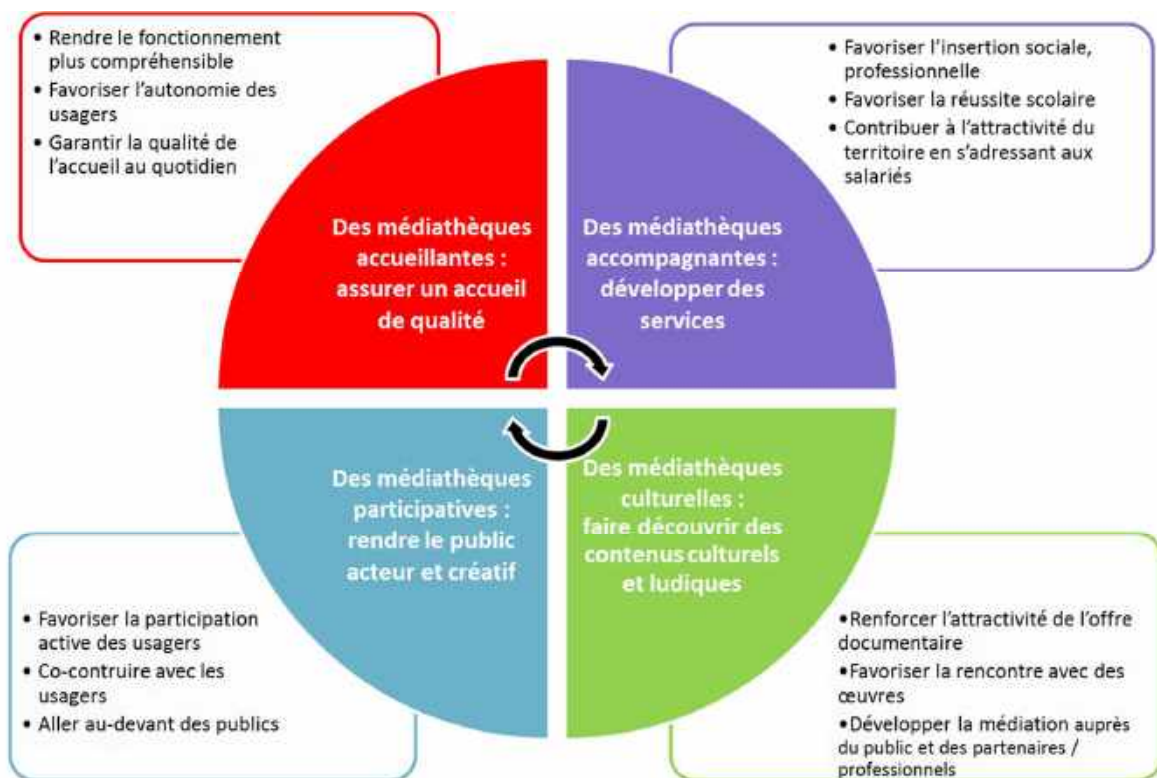 • Rendre le fonctionnement
plus compréhensible
• Favoriser l'autonomie des
usagers
• Garantir la qualité de
l'accueil au quotidien
• Favoriser l'insertion sociale,
professionnelle
• Favoriser la réussite scolaire
• Contribuer à l'attractivité du
territoire en s'adressant aux
salariés
Des médiathèques
accueillantes :
assurer un accueil
de qualité
Des médiathèques
accompagnantes :
développer des
services
Des médiathèques
participatives :
rendre le public
acteur et créatif
Des médiathèques
culturelles :
faire découvrir des
contenus culturels
et ludiques
• Favoriser la participation
active des usagers
• Co-contruire avec les
usagers
• Aller au-devant des publics
•Renforcer l'attractivité de l'offre
documentaire
•Favoriser la rencontre avec des
œuvres
•Développer la médiation auprès
du public et des partenaires /
professionnels